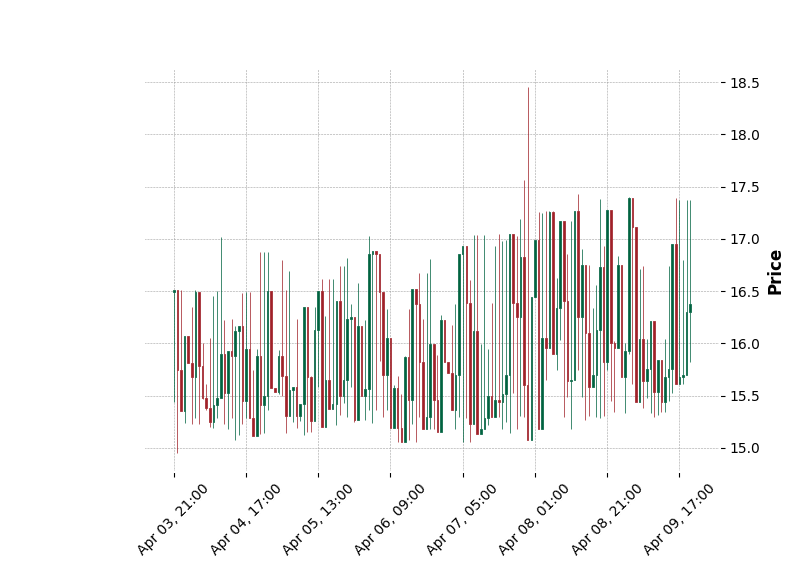 18.5
18.0
17.5
17.0
16.5
16.0
15.5
15.0
Price
Apr 03, 21:00
Apr 04, 17:00
Apr 05, 13:00
Apr 06, 09:00
Apr 07, 05:00
Apr 08, 01:00
Apr 08, 21:00
Apr 09, 17:00